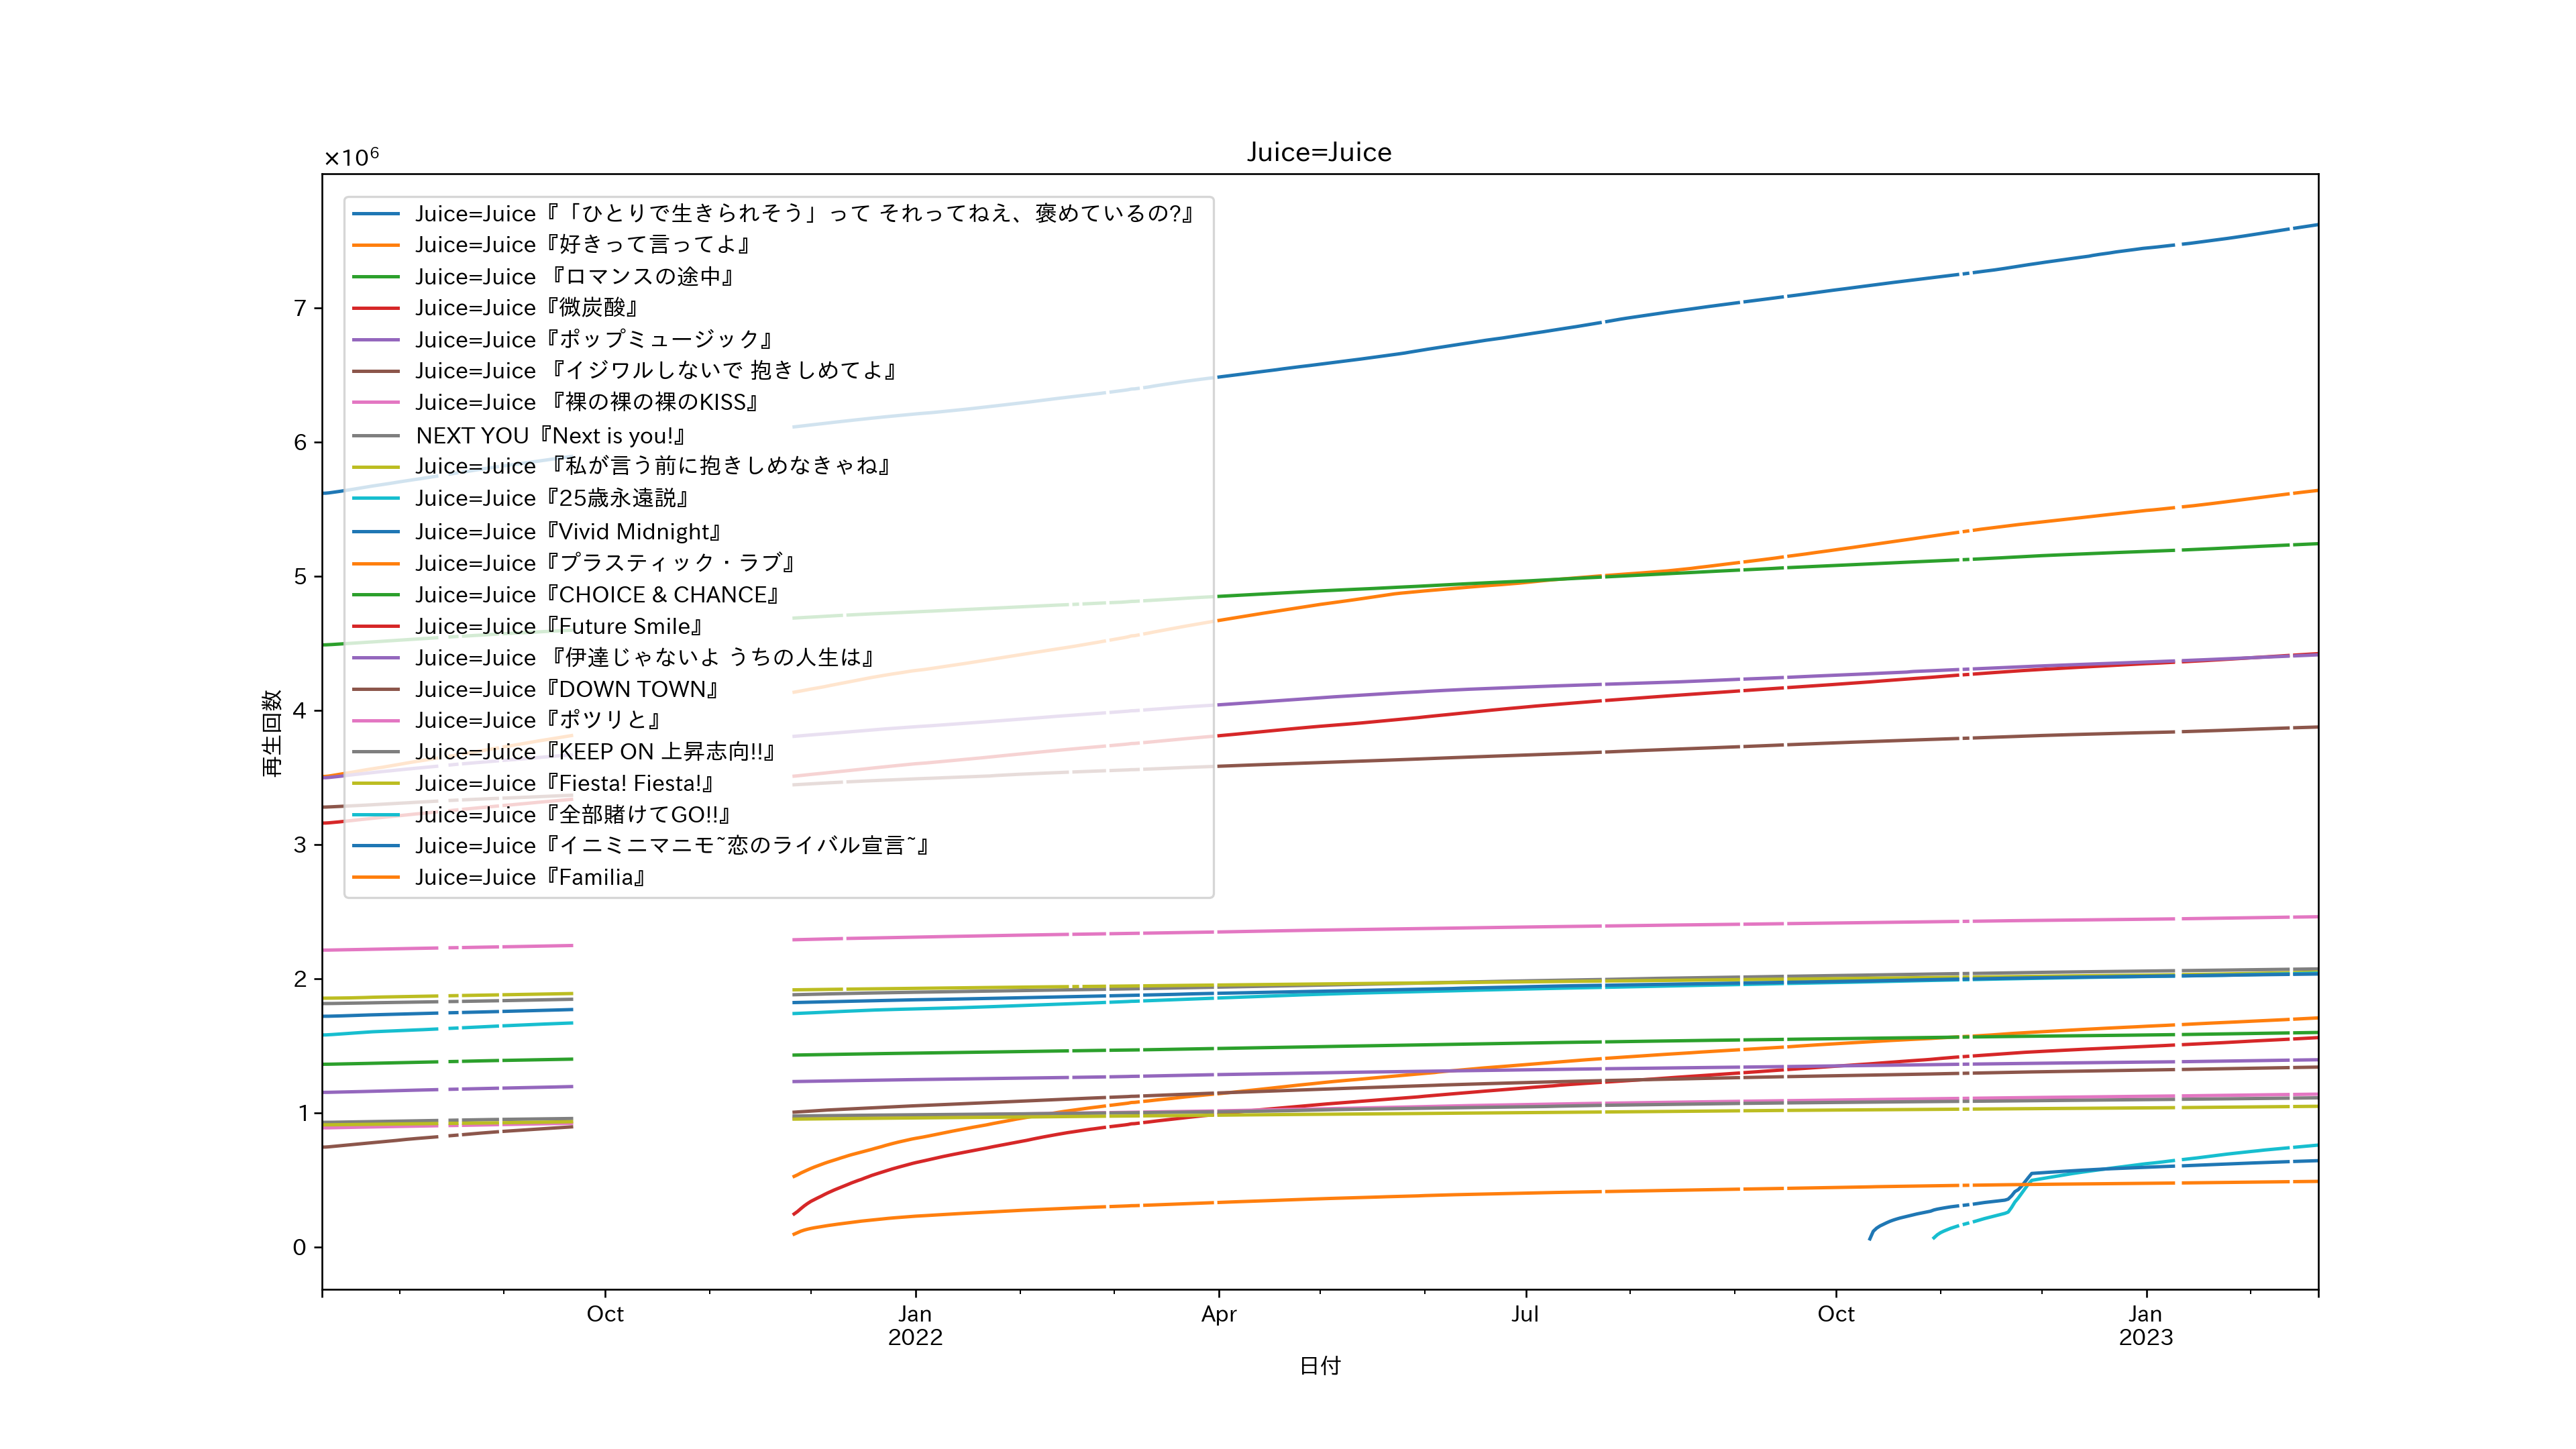 Juice=Juice
×10⁶
Juice=Juice『「ひとりで生きられそう」って それってねえ、褒めているの?』
Juice=Juice『好きって言ってよ』
Juice=Juice 『ロマンスの途中』
Juice=Juice『微炭酸』
Juice=Juice『ポップミュージック』
Juice=Juice 『イジワルしないで 抱きしめてよ』
Juice=Juice 『裸の裸の裸のKISS』
NEXT YOU『Next is you!』
Juice=Juice 『私が言う前に抱きしめなきゃね』
Juice=Juice『25歳永遠説』
Juice=Juice『Vivid Midnight』
Juice=Juice『プラスティック・ラブ』
Juice=Juice『CHOICE & CHANCE』
Juice=Juice『Future Smile』
Juice=Juice 『伊達じゃないよ うちの人生は』
Juice=Juice『DOWN TOWN』
Juice=Juice『ポツリと』
Juice=Juice『KEEP ON 上昇志向!!』
Juice=Juice『Fiesta! Fiesta!』
Juice=Juice『全部賭けてGO!!』
Juice=Juice『イニミニマニモ~恋のライバル宣言~』
Juice=Juice『Familia』
再生回数
7
6
5
4
3
2
1
0
Oct
Jan
2022
Apr
Jul
Oct
Jan
2023
日付